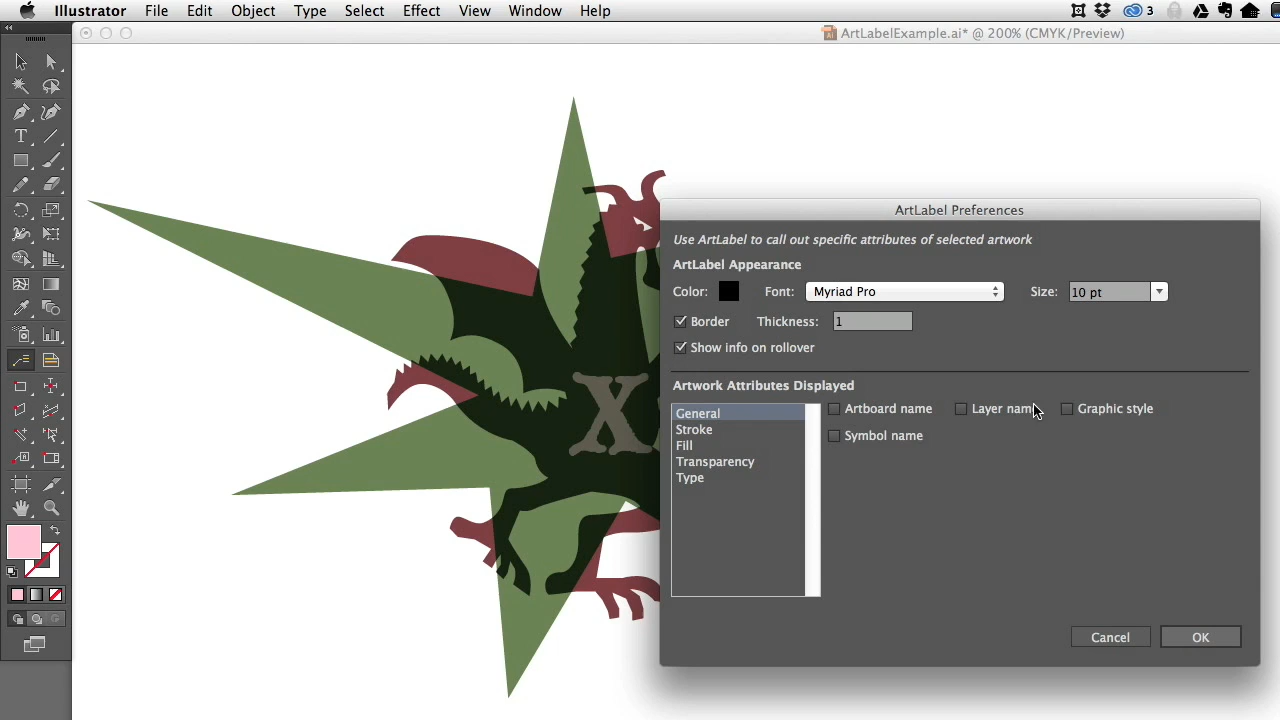 Illustrator File Edit Object Type Select Effect View Window Help 3
ArtLabelExample.ai* @ 200% (CMYK/Preview)
ArtLabel Preferences
Use ArtLabel to call out specific attributes of selected artwork
ArtLabel Appearance
Color: Font: Myriad Pro Size: 10 pt
Border Thickness: 1
Show info on rollover
Artwork Attributes Displayed
General
Stroke
Fill
Transparency
Type
Artboard name Layer name Graphic style
Symbol name
X
Cancel OK